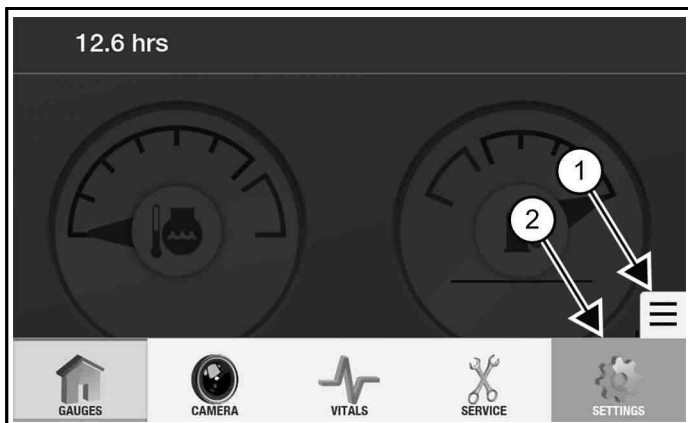 12.6 hrs
1
2
GAUGES
CAMERA
VITALS
SERVICE
SETTINGS